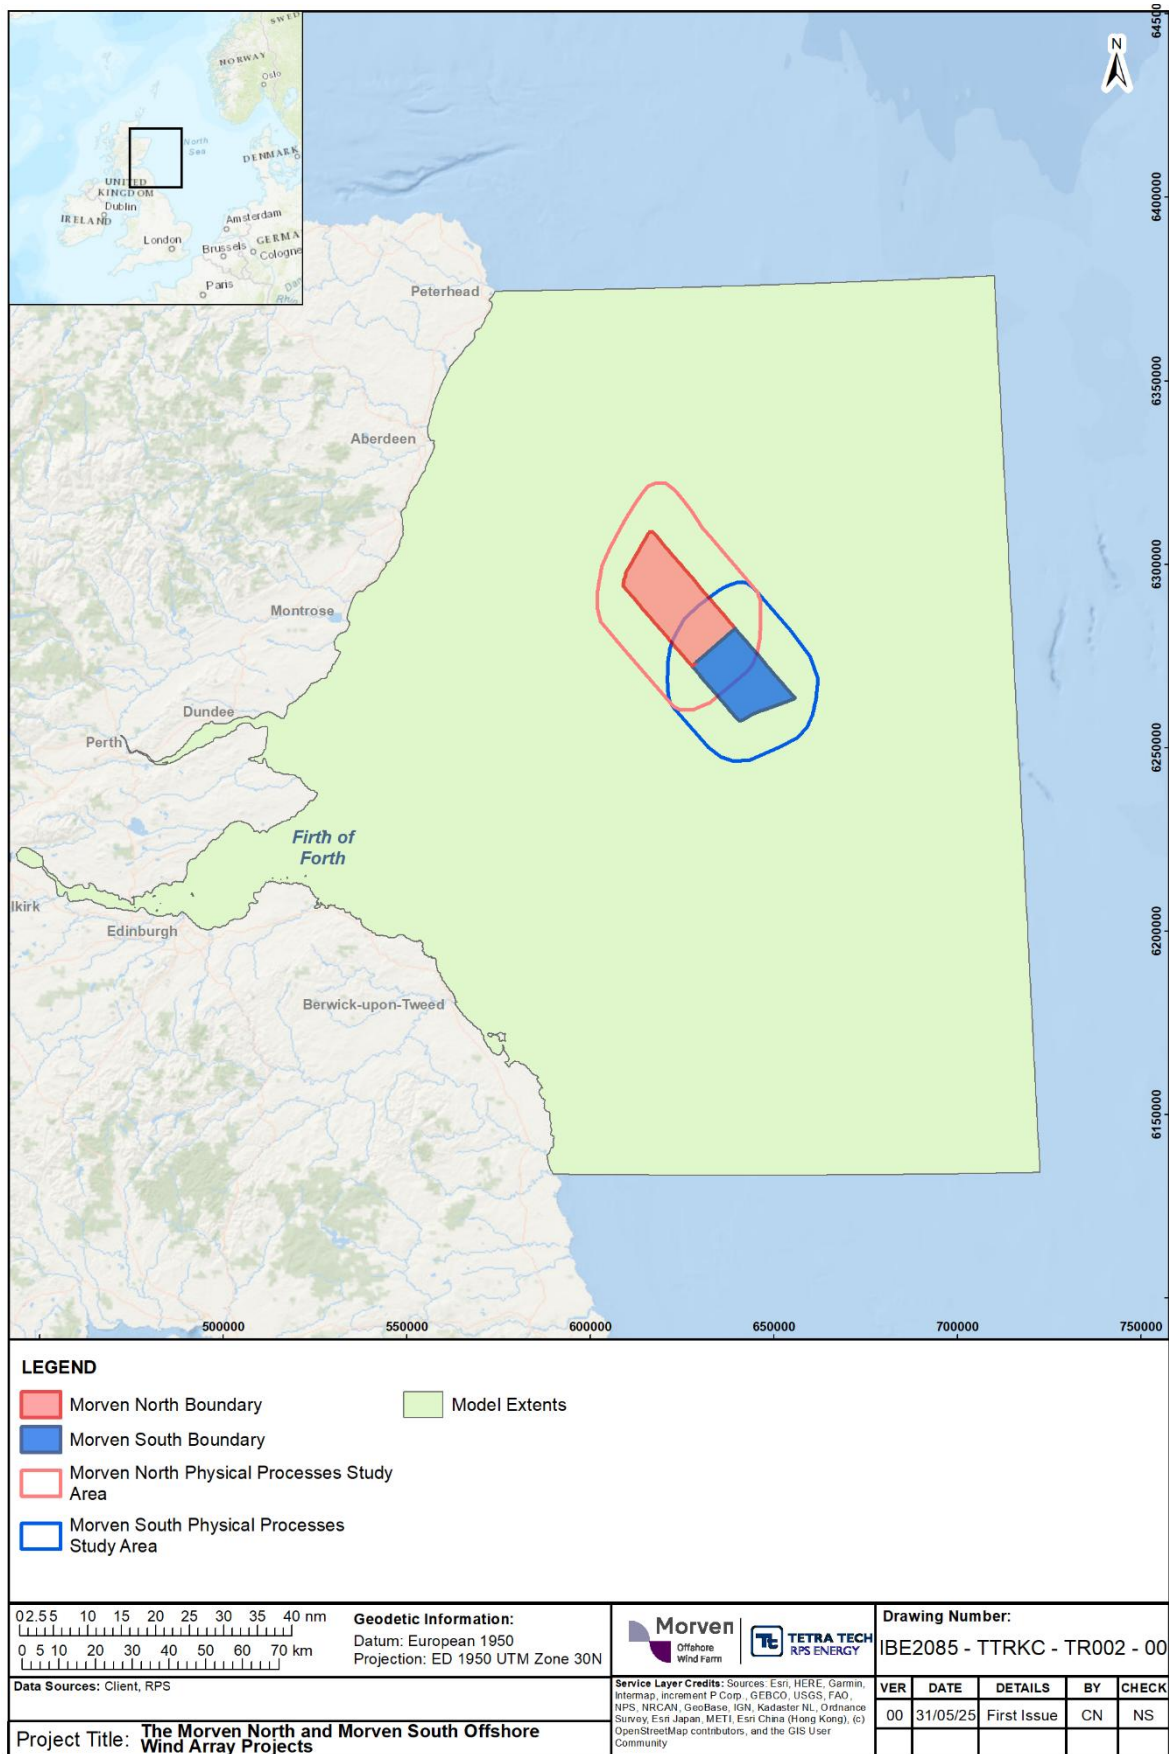 SWED
NORWAY
Oslo
North
Sea
DENMARK
UNITED
KINGDOM
Dublin
IRELAND
Amsterdam
London
Brussels
GERMA
Cologne
Paris
Rhin
N
64500
6400000
6350000
6300000
6250000
6200000
6150000
Peterhead
Aberdeen
Montrose
Dundee
Perth
Firth of
Forth
lkirk
Edinburgh
Berwick-upon-Tweed
500000 550000 600000 650000 700000 750000
LEGEND
Morven North Boundary
Morven South Boundary
Morven North Physical Processes Study
Area
Morven South Physical Processes
Study Area
Model Extents
0 2.5 5 10 15 20 25 30 35 40 nm
0 5 10 20 30 40 50 60 70 km
Geodetic Information:
Datum: European 1950
Projection: ED 1950 UTM Zone 30N
Data Sources: Client, RPS
Project Title: The Morven North and Morven South Offshore
Wind Array Projects
Morven
Offshore
Wind Farm
TETRA TECH
RPS ENERGY
Service Layer Credits: Sources: Esri, HERE, Garmin,
Intermap, increment P Corp., GEBCO, USGS, FAO,
NPS, NRCAN, GeoBase, IGN, Kadaster NL, Ordnance
Survey, Esri Japan, METI, Esri China (Hong Kong), (c)
OpenStreetMap contributors, and the GIS User
Community
Drawing Number:
IBE2085 - TTRKC - TR002 - 00
VER DATE DETAILS BY CHECK
00 31/05/25 First Issue CN NS